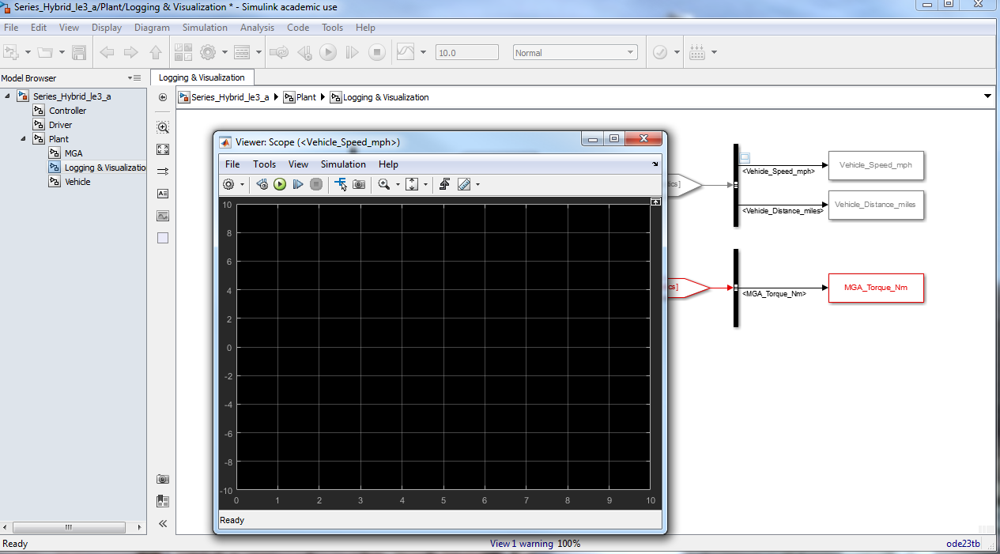 Series_Hybrid_le3_a/Plant/Logging & Visualization * - Simulink academic use
File Edit View Display Diagram Simulation Analysis Code Tools Help
10.0 Normal
Model Browser
Logging & Visualization
Series_Hybrid_le3_a
Controller
Driver
Plant
MGA
Logging & Visualizatio
Vehicle
Series_Hybrid_le3_a Plant Logging & Visualization
Viewer: Scope (<Vehicle_Speed_mph>)
File Tools View Simulation Help
10
8
6
4
2
0
-2
-4
-6
-8
-10
0 1 2 3 4 5 6 7 8 9 10
Ready
tics]
<Vehicle_Speed_mph>
Vehicle_Speed_mph
<Vehicle_Distance_miles>
Vehicle_Distance_miles
cs]
<MGA_Torque_Nm>
MGA_Torque_Nm
Ready
View 1 warning 100%
ode23tb